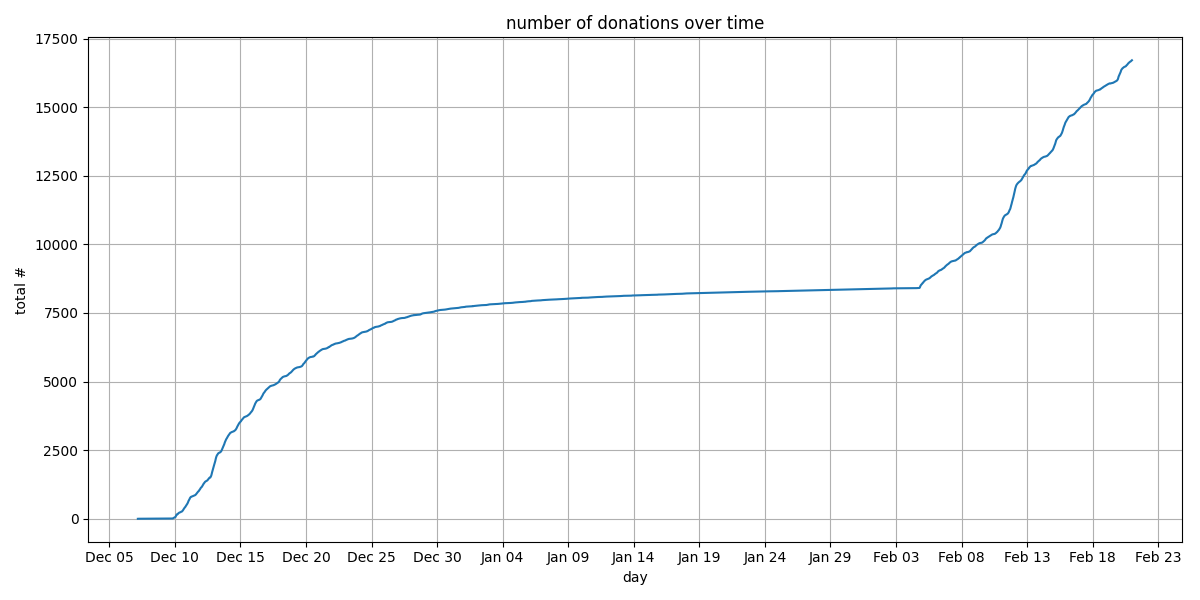 number of donations over time
17500
15000
12500
10000
7500
5000
2500
0
total #
Dec 05 Dec 10 Dec 15 Dec 20 Dec 25 Dec 30 Jan 04 Jan 09 Jan 14 Jan 19 Jan 24 Jan 29 Feb 03 Feb 08 Feb 13 Feb 18 Feb 23
day